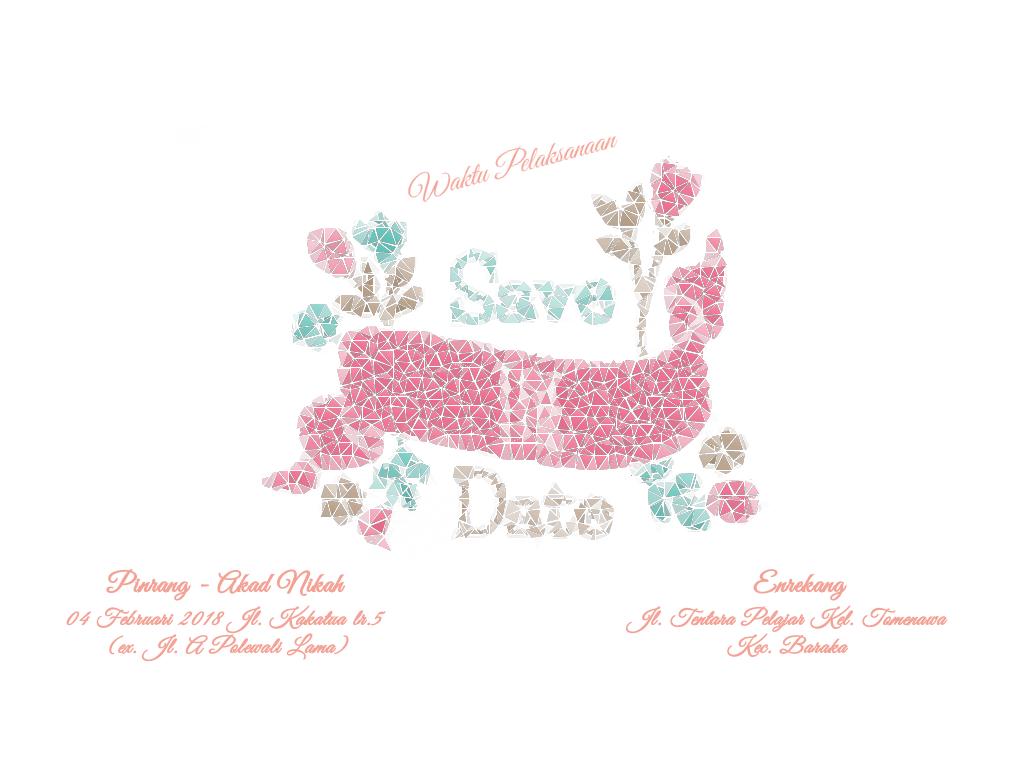 Waktu Pelaksanaan
Save
Date
Pinrang - Akad Nikah
04 Februari 2018 Jl. Kakatua lr.5
(ex. Jl. A Polewali Lama)
Enrekang
Jl. Tentara Pelajar Kel. Tomenawa
Kec. Baraka